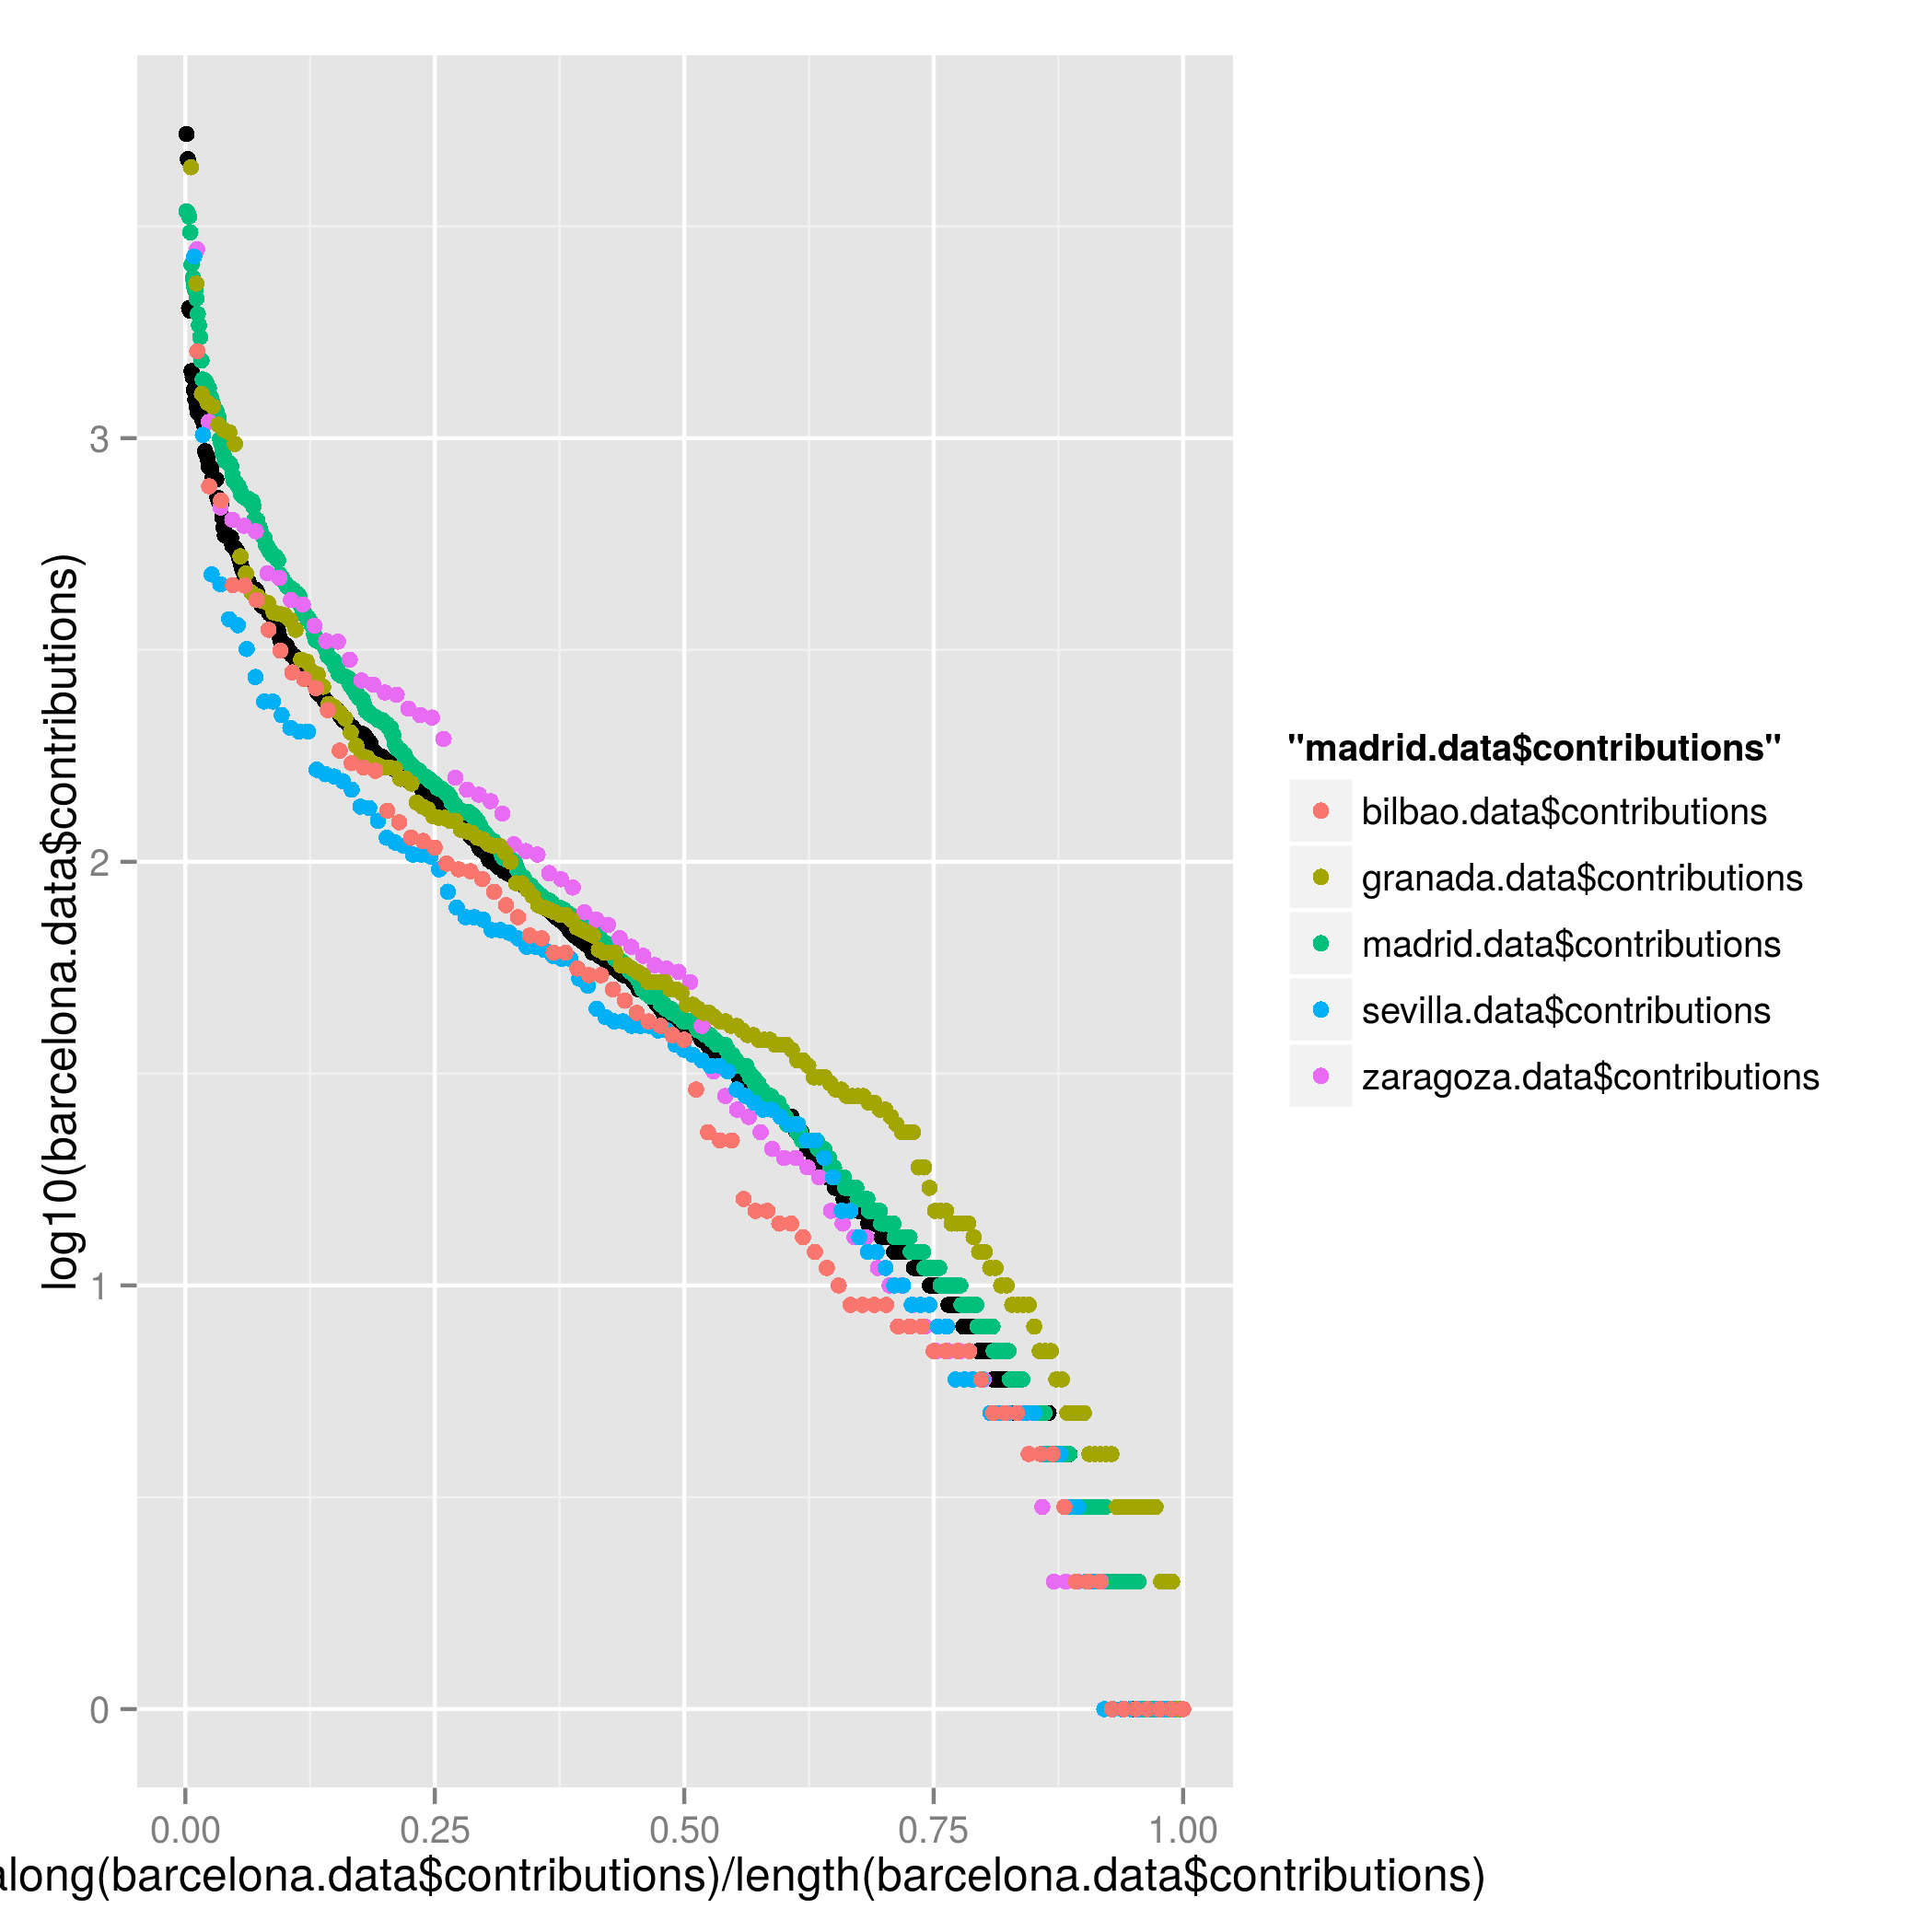 log10(barcelona.data$contributions)
3
2
1
0
0.00 0.25 0.50 0.75 1.00
along(barcelona.data$contributions)/length(barcelona.data$contributions)
"madrid.data$contributions"
bilbao.data$contributions
granada.data$contributions
madrid.data$contributions
sevilla.data$contributions
zaragoza.data$contributions